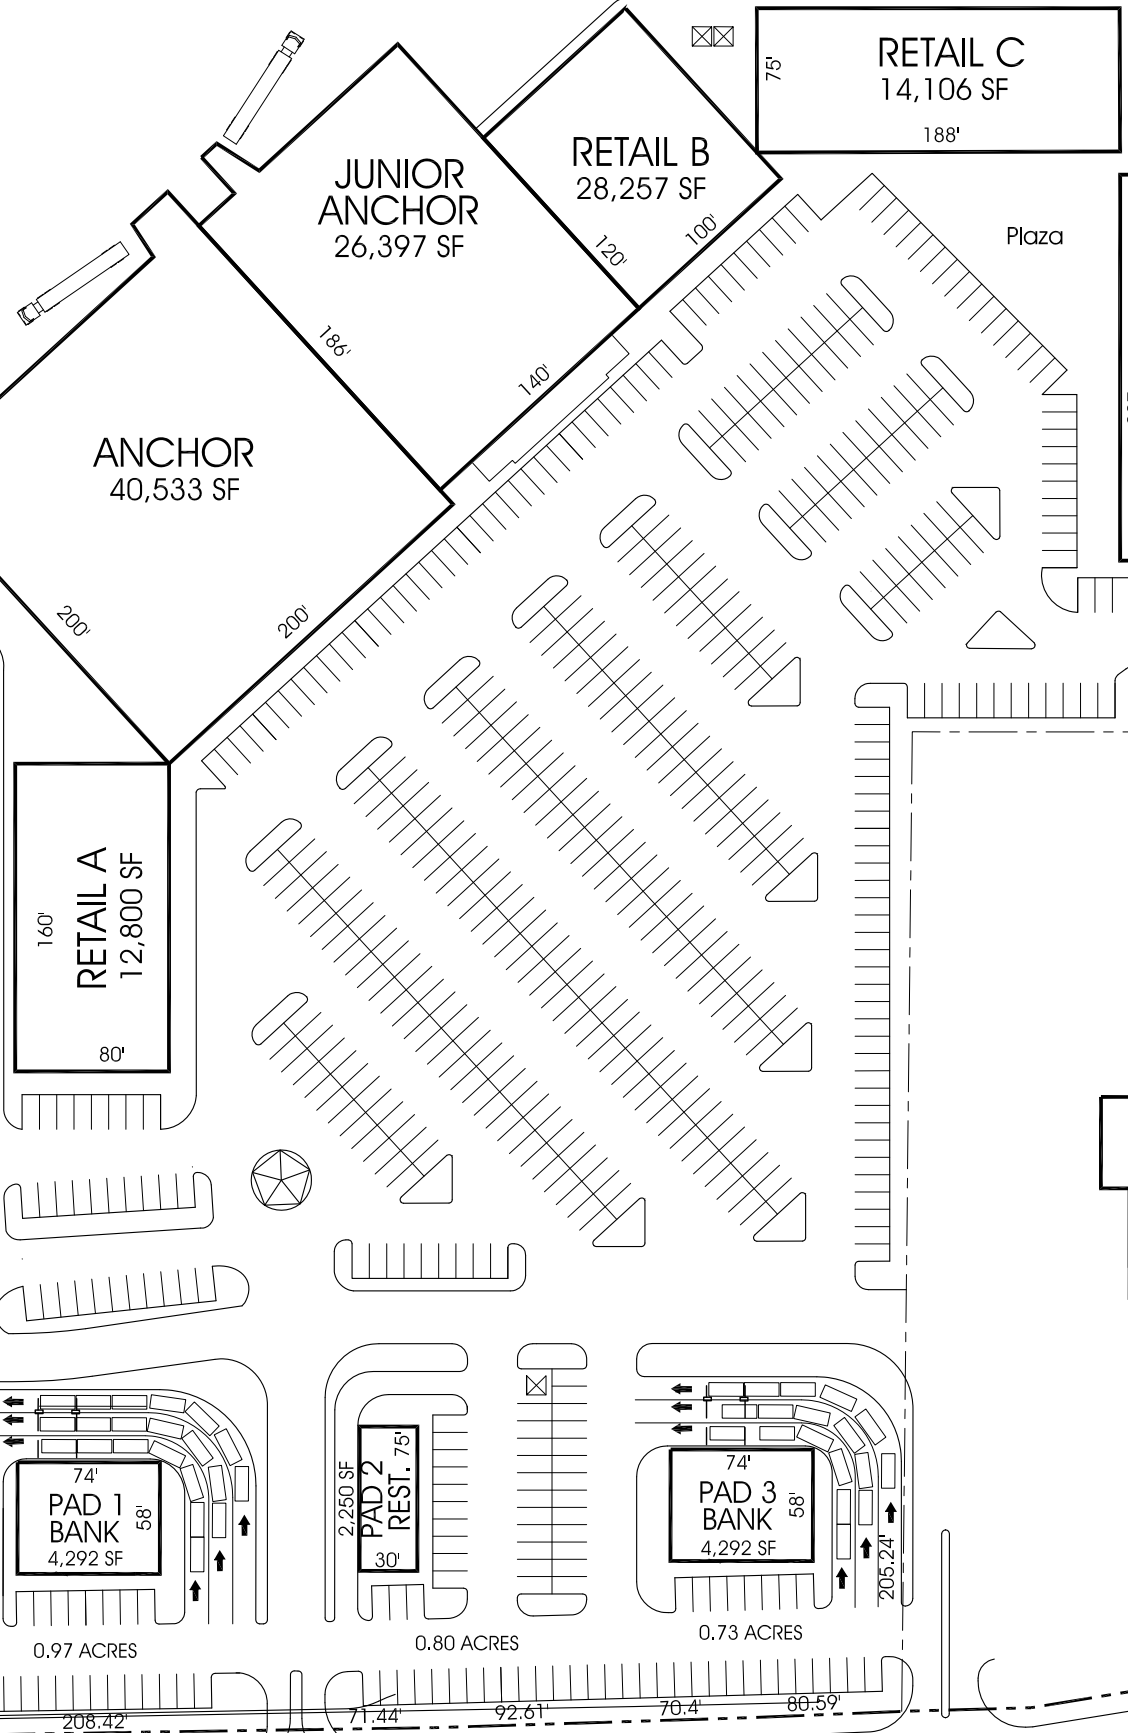 RETAIL C
14,106 SF
75'
188'
RETAIL B
28,257 SF
120'
100'
JUNIOR
ANCHOR
26,397 SF
186'
140'
Plaza
ANCHOR
40,533 SF
200'
200'
RETAIL A
12,800 SF
160'
80'
74'
PAD 1
BANK
4,292 SF
58'
2,250 SF
PAD 2
REST.
75'
30'
74'
PAD 3
BANK
4,292 SF
58'
205.24'
0.97 ACRES
0.80 ACRES
0.73 ACRES
208.42'
71.44'
92.61'
70.4'
80.59'